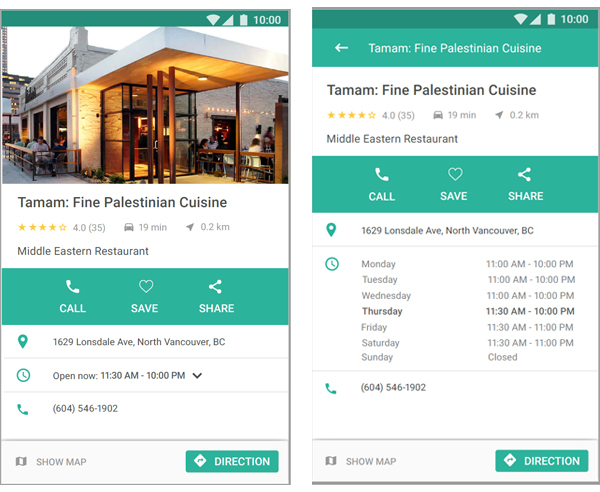 10:00
Tamam: Fine Palestinian Cuisine
4.0 (35) 19 min 0.2 km
Middle Eastern Restaurant
CALL SAVE SHARE
1629 Lonsdale Ave, North Vancouver, BC
Open now: 11:30 AM - 10:00 PM
(604) 546-1902
SHOW MAP DIRECTION
10:00
Tamam: Fine Palestinian Cuisine
Tamam: Fine Palestinian Cuisine
4.0 (35) 19 min 0.2 km
Middle Eastern Restaurant
CALL SAVE SHARE
1629 Lonsdale Ave, North Vancouver, BC
Monday 11:00 AM - 10:00 PM
Tuesday 11:00 AM - 10:00 PM
Wednesday 11:00 AM - 10:00 PM
Thursday 11:30 AM - 10:00 PM
Friday 11:30 AM - 11:00 PM
Saturday 11:30 AM - 11:00 PM
Sunday Closed
(604) 546-1902
SHOW MAP DIRECTION